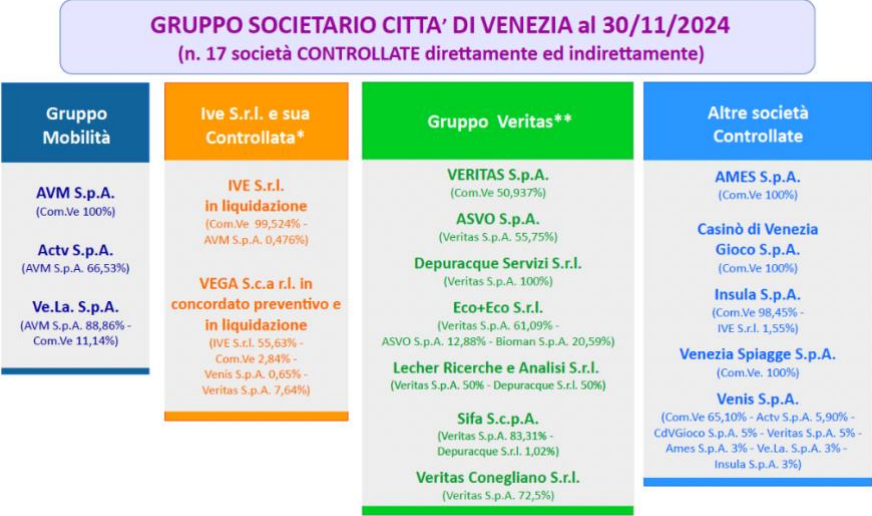 GRUPPO SOCIETARIO CITTA' DI VENEZIA al 30/11/2024
(n. 17 società CONTROLLATE direttamente ed indirettamente)
Gruppo
Mobilità
AVM S.p.A.
(Com.Ve 100%)
Actv S.p.A.
(AVM S.p.A. 66,53%)
Ve.La. S.p.A.
(AVM S.p.A. 88,86% -
Com.Ve 11,14%)
Ive S.r.l. e sua
Controllata*
IVE S.r.l.
in liquidazione
(Com.Ve 99,524% -
AVM S.p.A. 0,476%)
VEGA S.c.a r.l. in
concordato preventivo e
in liquidazione
(IVE S.r.l. 55,63% -
Com.Ve 2,84% -
Venis S.p.A. 0,65% -
Veritas S.p.A. 7,64%)
Gruppo Veritas**
VERITAS S.p.A.
(Com.Ve 50,937%)
ASVO S.p.A.
(Veritas S.p.A. 55,75%)
Depuracque Servizi S.r.l.
(Veritas S.p.A. 100%)
Eco+Eco S.r.l.
(Veritas S.p.A. 61,09% -
ASVO S.p.A. 12,88% - Bioman S.p.A. 20,59%)
Lecher Ricerche e Analisi S.r.l.
(Veritas S.p.A. 50% - Depuracque S.r.l. 50%)
Sifa S.c.p.A.
(Veritas S.p.A. 83,31% -
Depuracque S.r.l. 1,02%)
Veritas Conegliano S.r.l.
(Veritas S.p.A. 72,5%)
Altre società
Controllate
AMES S.p.A.
(Com.Ve 100%)
Casinò di Venezia
Gioco S.p.A.
(Com.Ve 100%)
Insula S.p.A.
(Com.Ve 98,45% -
IVE S.r.l. 1,55%)
Venezia Spiagge S.p.A.
(Com.Ve. 100%)
Venis S.p.A.
(Com.Ve 65,10% - Actv S.p.A. 5,90% -
CdVGioco S.p.A. 5% - Veritas S.p.A. 5% -
Ames S.p.A. 3% - Ve.La. S.p.A. 3% -
Insula S.p.A. 3%)